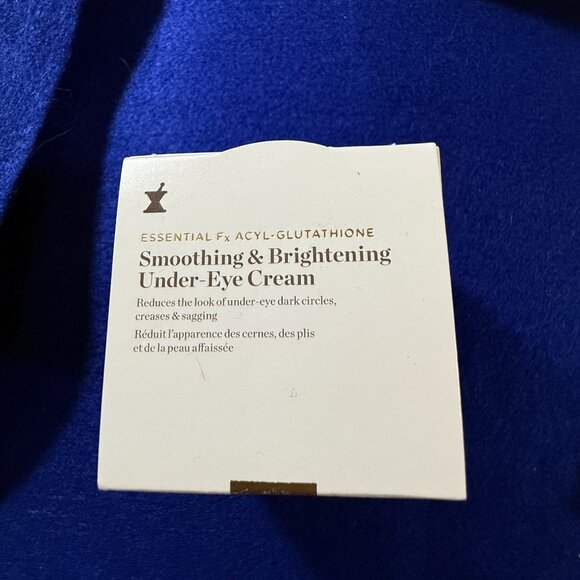 ESSENTIAL Fx ACYL-GLUTATHIONE
Smoothing & Brightening
Under-Eye Cream
Reduces the look of under-eye dark circles,
creases & sagging
Réduit l'apparence des cernes, des plis
et de la peau affaissée